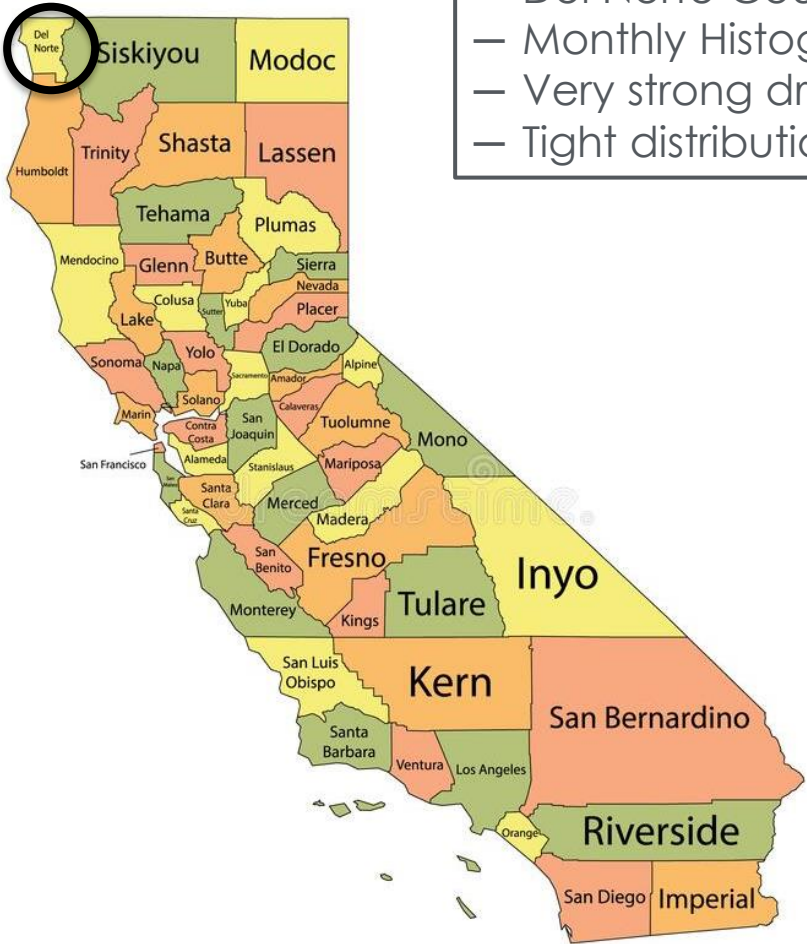 — Monthly Histog
— Very strong dr
— Tight distributio
Del
Norte
Siskiyou
Modoc
Humboldt
Trinity
Shasta
Lassen
Tehama
Plumas
Mendocino
Glenn
Butte
Sierra
Nevada
Colusa
Sutter
Yuba
Placer
Lake
El Dorado
Sonoma
Napa
Yolo
Sacramento
Amador
Alpine
Solano
Marin
Contra
Costa
San
Joaquin
Calaveras
Tuolumne
Mono
San Francisco
Alameda
Stanislaus
Mariposa
San
Mateo
Santa
Clara
Santa
Cruz
Merced
Madera
San
Benito
Fresno
Inyo
Monterey
Kings
Tulare
San Luis
Obispo
Kern
San Bernardino
Santa
Barbara
Ventura
Los Angeles
Orange
Riverside
San Diego
Imperial